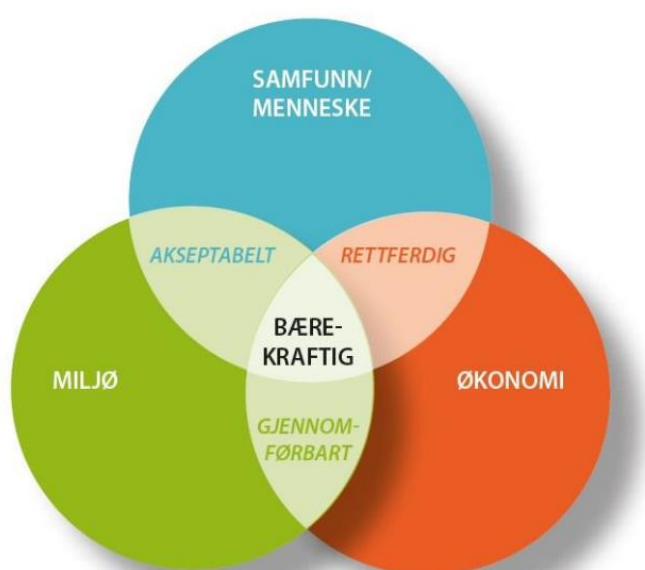 SAMFUNN/
MENNESKE
AKSEPTABELT
RETTFERDIG
BÆRE-
KRAFTIG
MILJØ
ØKONOMI
GJENNOM-
FØRBART